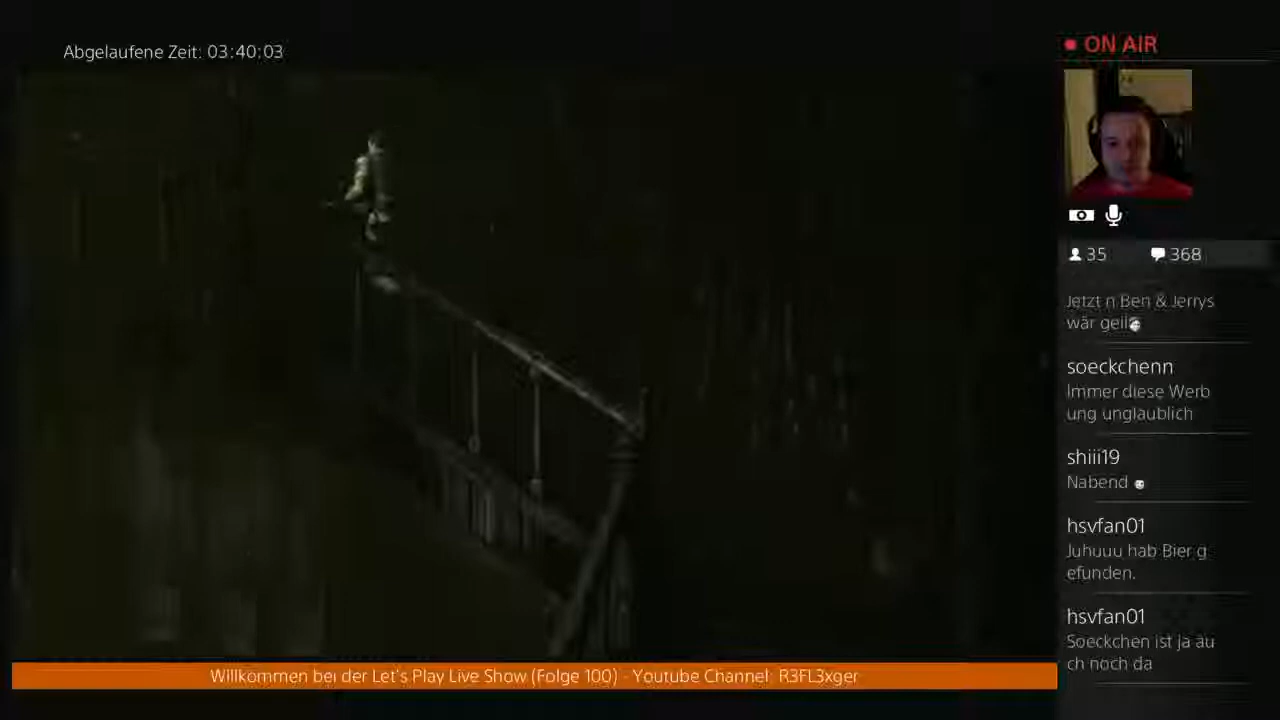 Abgelaufene Zeit: 03:40:03
ON AIR
35 368
Jetzt n Ben & Jerrys
wär geil
soeckchenn
Immer diese Werb
ung unglaublich
shiii19
Nabend
hsvfan01
Juhuuu hab Bier g
efunden.
hsvfan01
Soeckchen ist ja au
ch noch da
Willkommen bei der Let's Play Live Show (Folge 100) - Youtube Channel: R3FL3xger